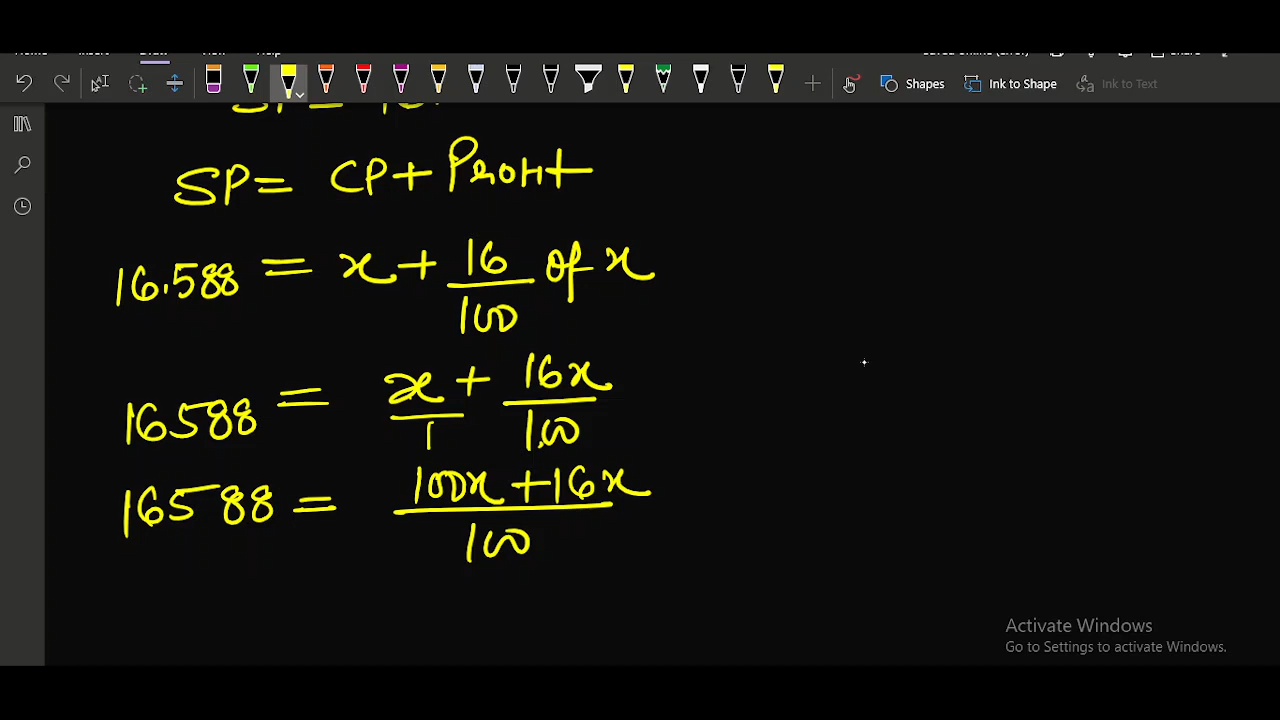 Shapes Ink to Shape Ink to Text
SP = CP + Profit
16.588 = x + 16/100 of x
16588 = x/1 + 16x/100
16588 = 100x + 16x/100
Activate Windows
Go to Settings to activate Windows.